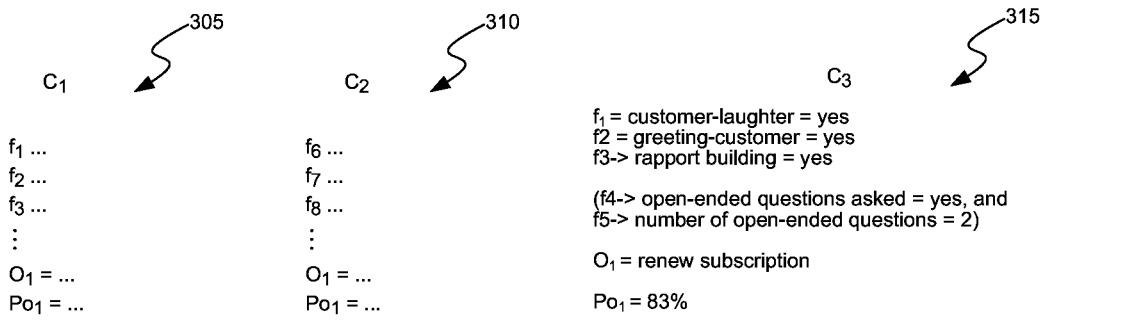 305
C1
f1 ...
f2 ...
f3 ...
⋮
O1 = ...
Po1 = ...
310
C2
f6 ...
f7 ...
f8 ...
⋮
O1 = ...
Po1 = ...
315
C3
f1 = customer-laughter = yes
f2 = greeting-customer = yes
f3-> rapport building = yes
(f4-> open-ended questions asked = yes, and
f5-> number of open-ended questions = 2)
O1 = renew subscription
Po1 = 83%